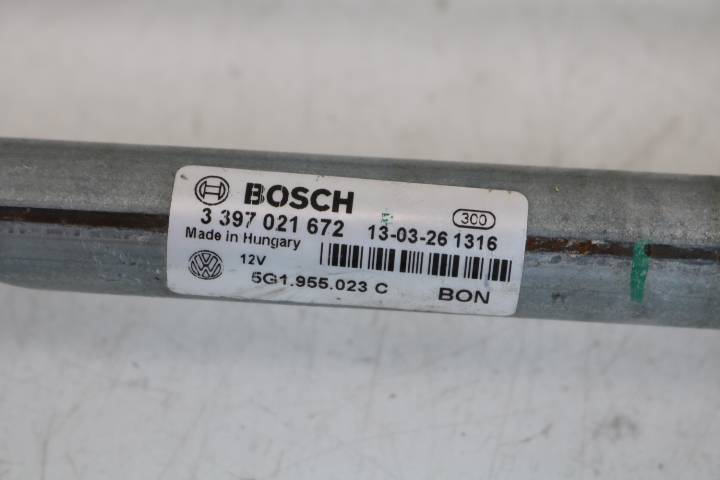 BOSCH 300
3 397 021 672 13-03-26 1316
Made in Hungary
12V
5G1.955.023 C BON